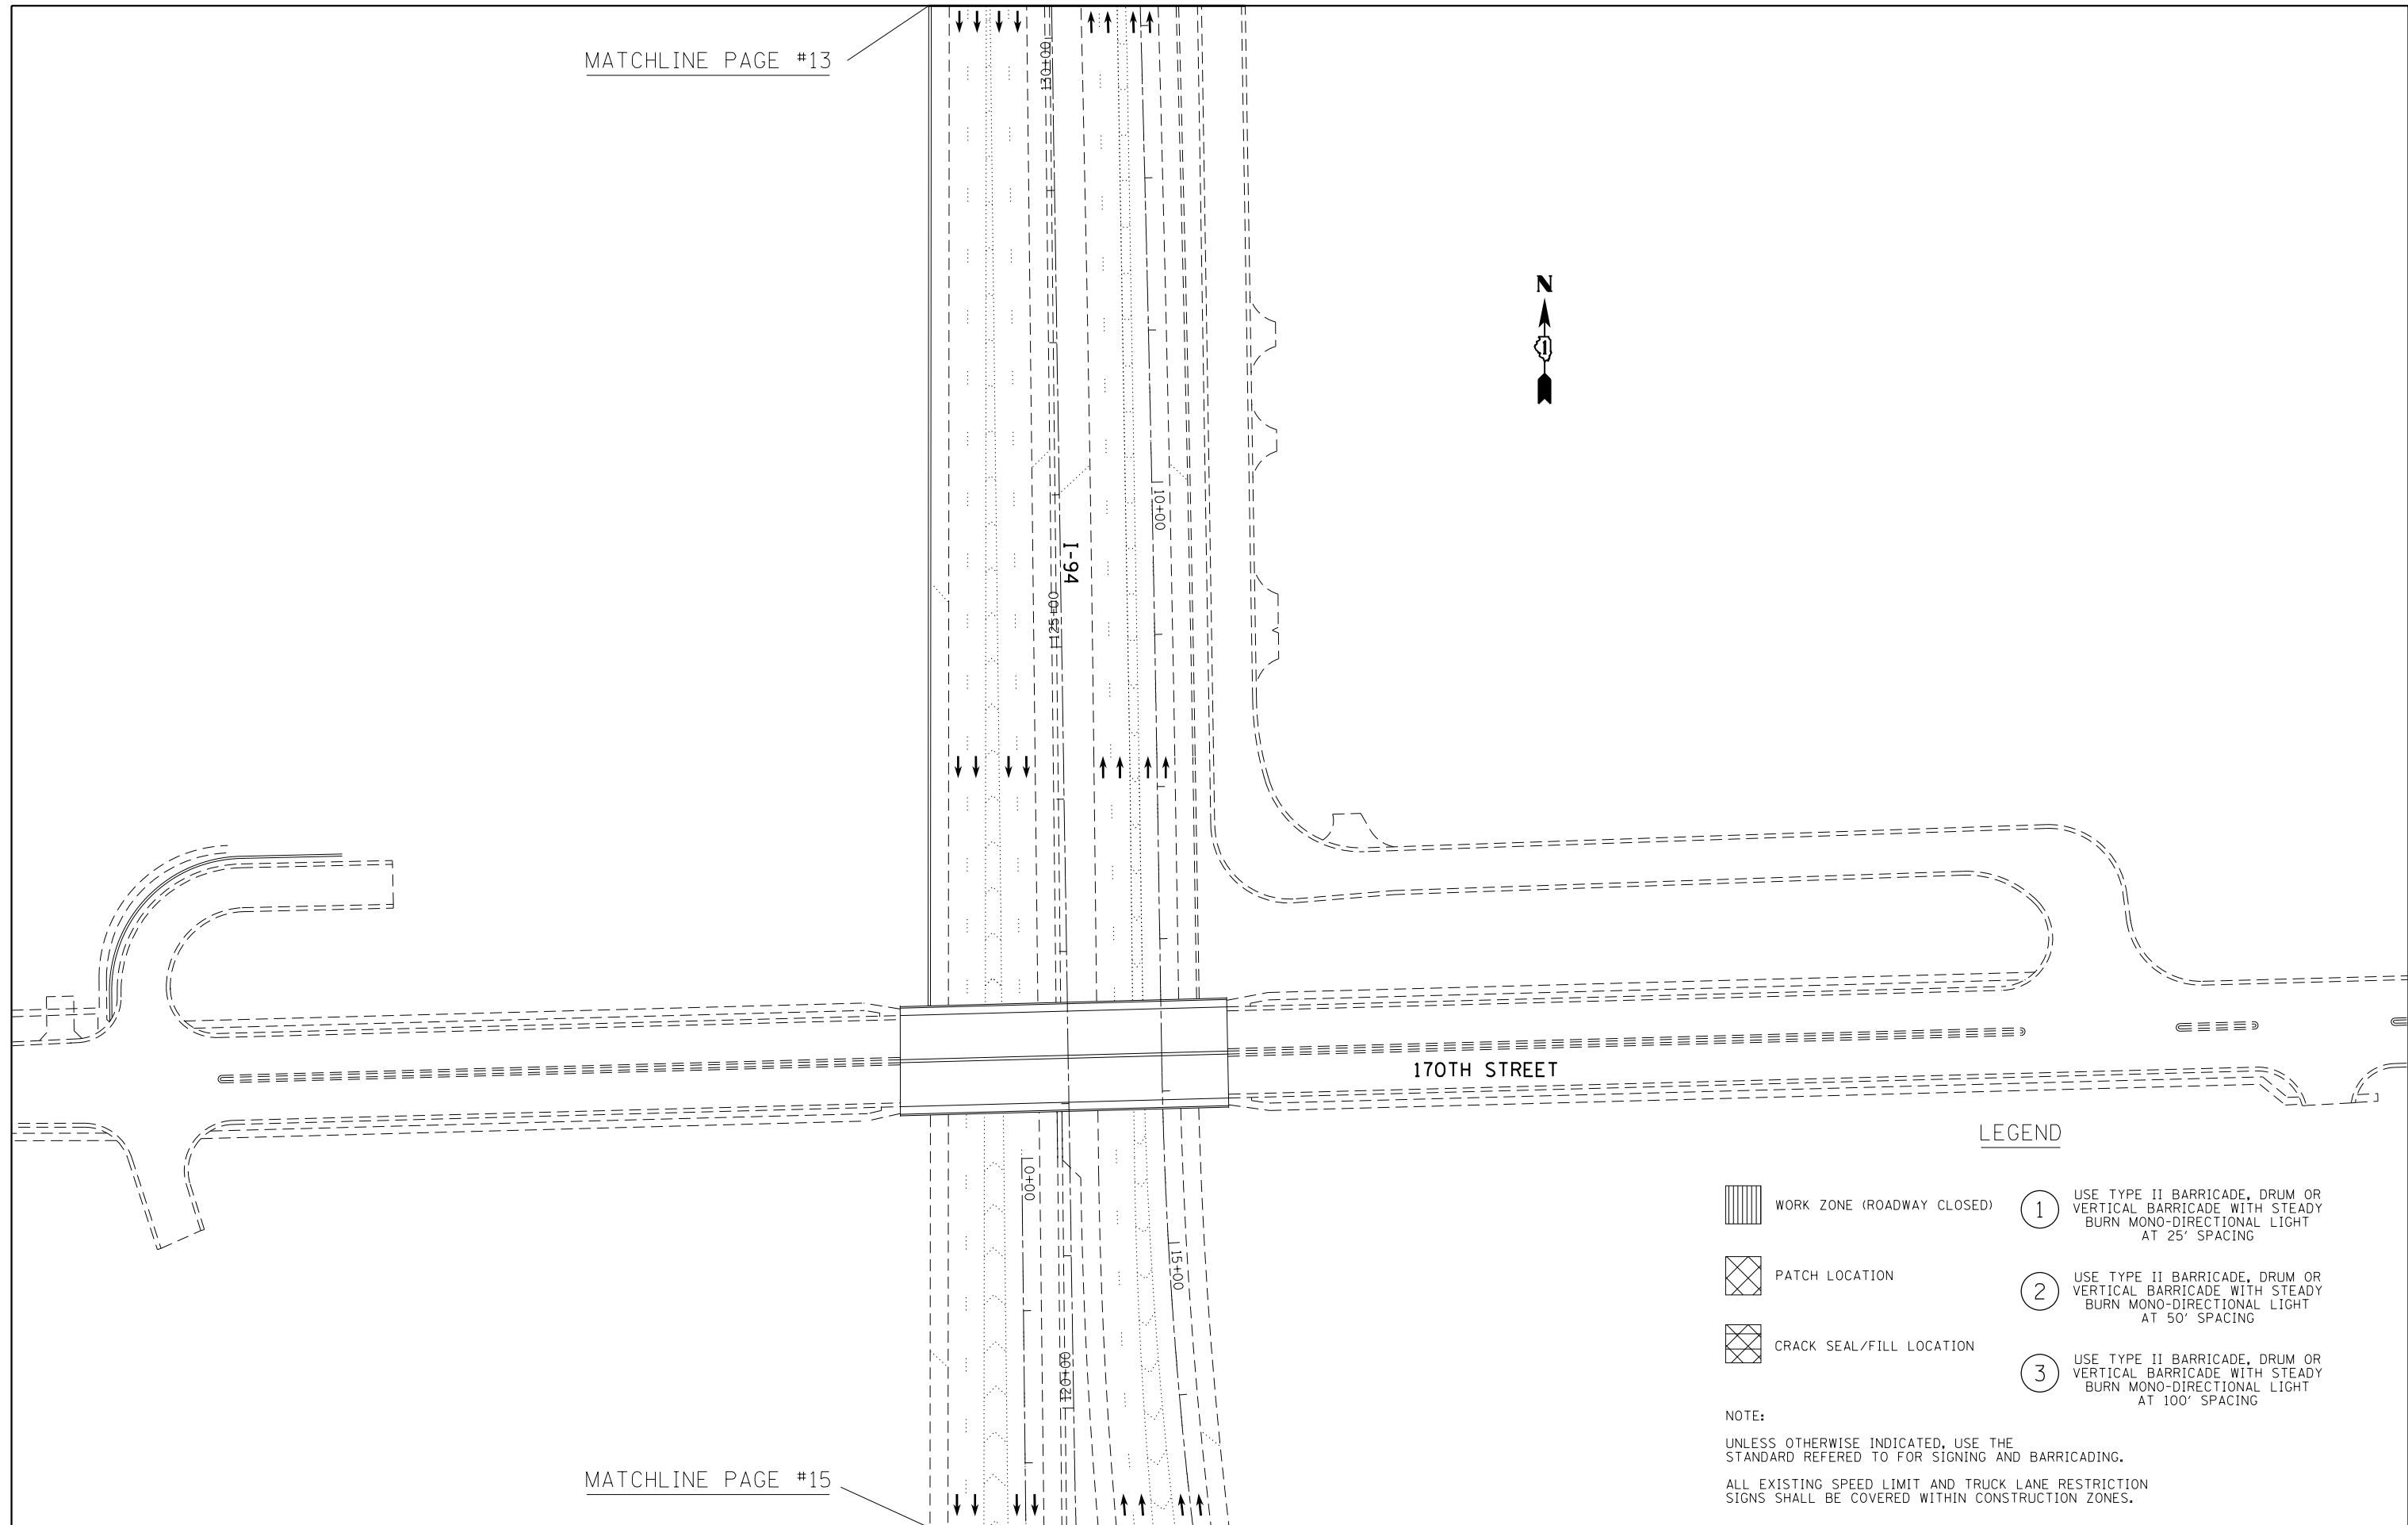 MATCHLINE PAGE #13
130+00
N
1
10+00
I-94
125+00
170TH STREET
LEGEND
10+00
WORK ZONE (ROADWAY CLOSED)
1
USE TYPE II BARRICADE, DRUM OR
VERTICAL BARRICADE WITH STEADY
BURN MONO-DIRECTIONAL LIGHT
AT 25' SPACING
15+00
PATCH LOCATION
2
USE TYPE II BARRICADE, DRUM OR
VERTICAL BARRICADE WITH STEADY
BURN MONO-DIRECTIONAL LIGHT
AT 50' SPACING
120+00
CRACK SEAL/FILL LOCATION
3
USE TYPE II BARRICADE, DRUM OR
VERTICAL BARRICADE WITH STEADY
BURN MONO-DIRECTIONAL LIGHT
AT 100' SPACING
NOTE:
UNLESS OTHERWISE INDICATED, USE THE
STANDARD REFERED TO FOR SIGNING AND BARRICADING.
MATCHLINE PAGE #15
ALL EXISTING SPEED LIMIT AND TRUCK LANE RESTRICTION
SIGNS SHALL BE COVERED WITHIN CONSTRUCTION ZONES.